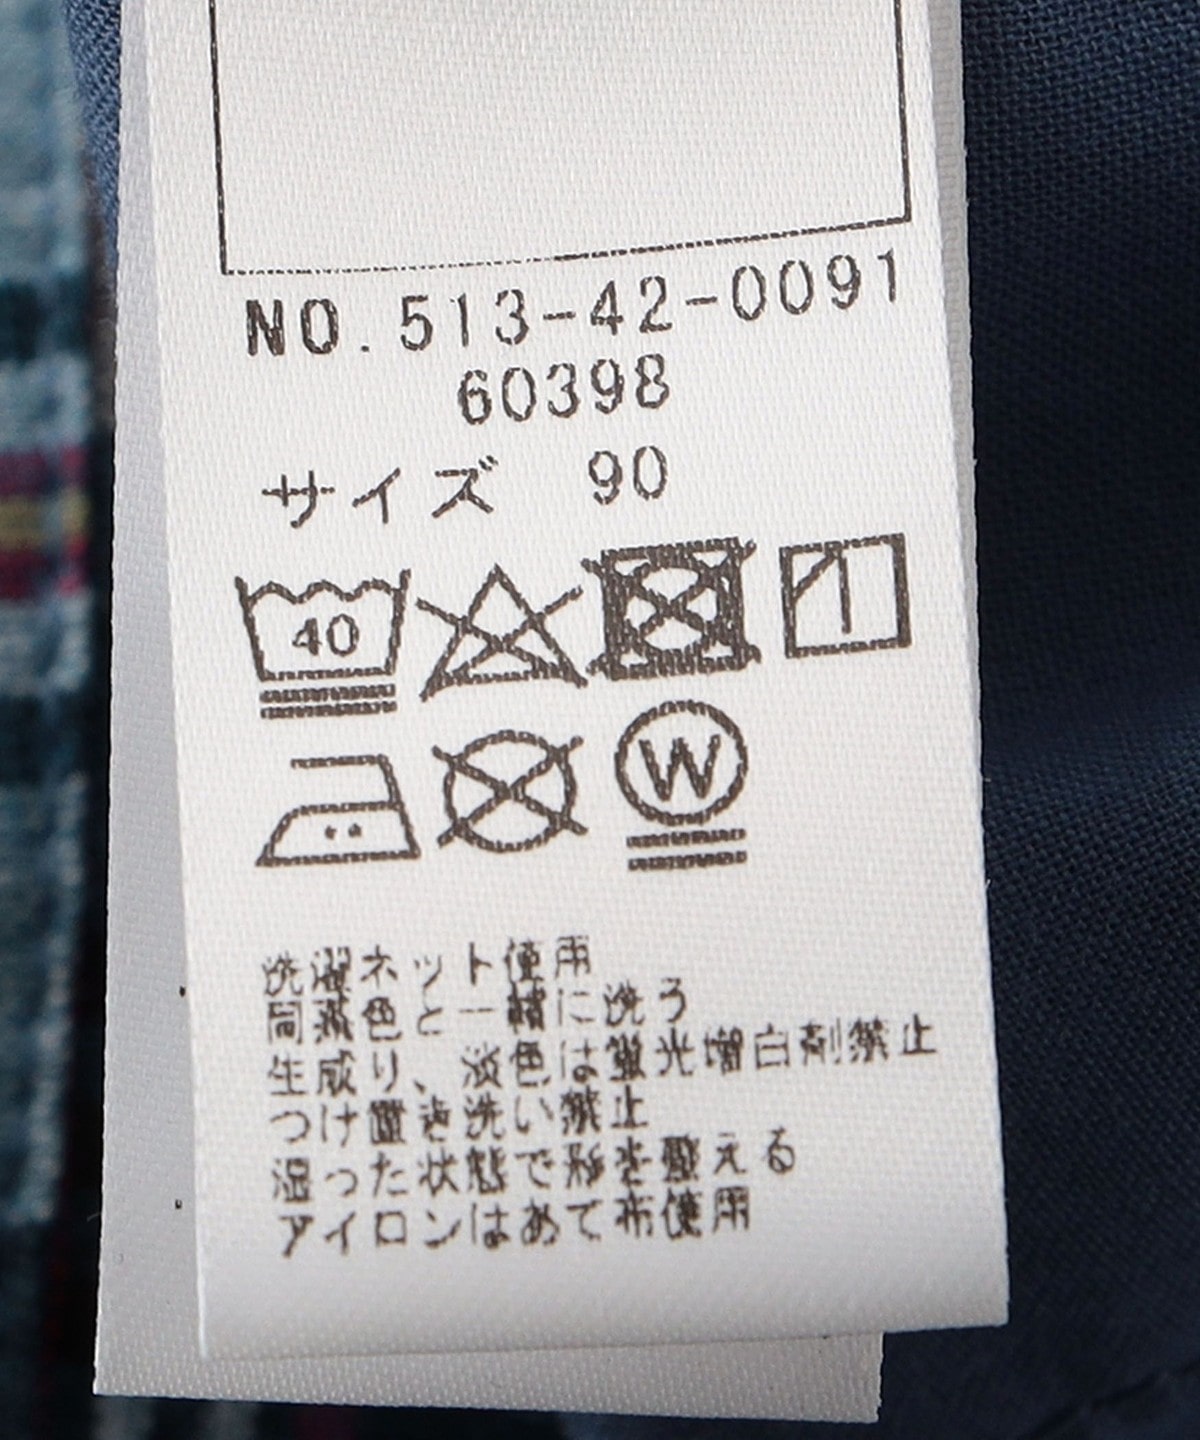 NO.513-42-0091
60398
サイズ 90
40
W
洗濯ネット使用
同系色と一緒に洗う
生成り、淡色は蛍光増白剤禁止
つけ置き洗い禁止
湿った状態で形を整える
アイロンはあて布使用